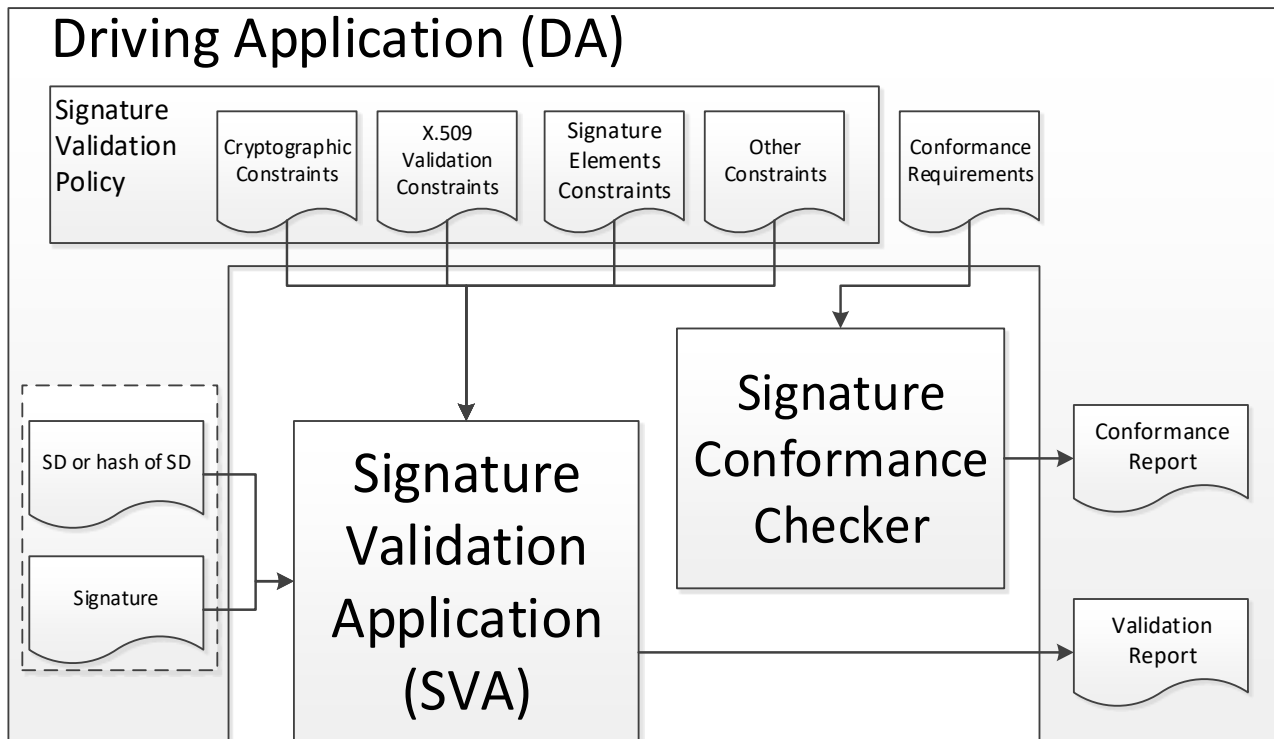 Driving Application (DA)
Signature
Validation
Policy
Cryptographic
Constraints
X.509
Validation
Constraints
Signature
Elements
Constraints
Other
Constraints
Conformance
Requirements
SD or hash of SD
Signature
Signature
Validation
Application
(SVA)
Signature
Conformance
Checker
Conformance
Report
Validation
Report